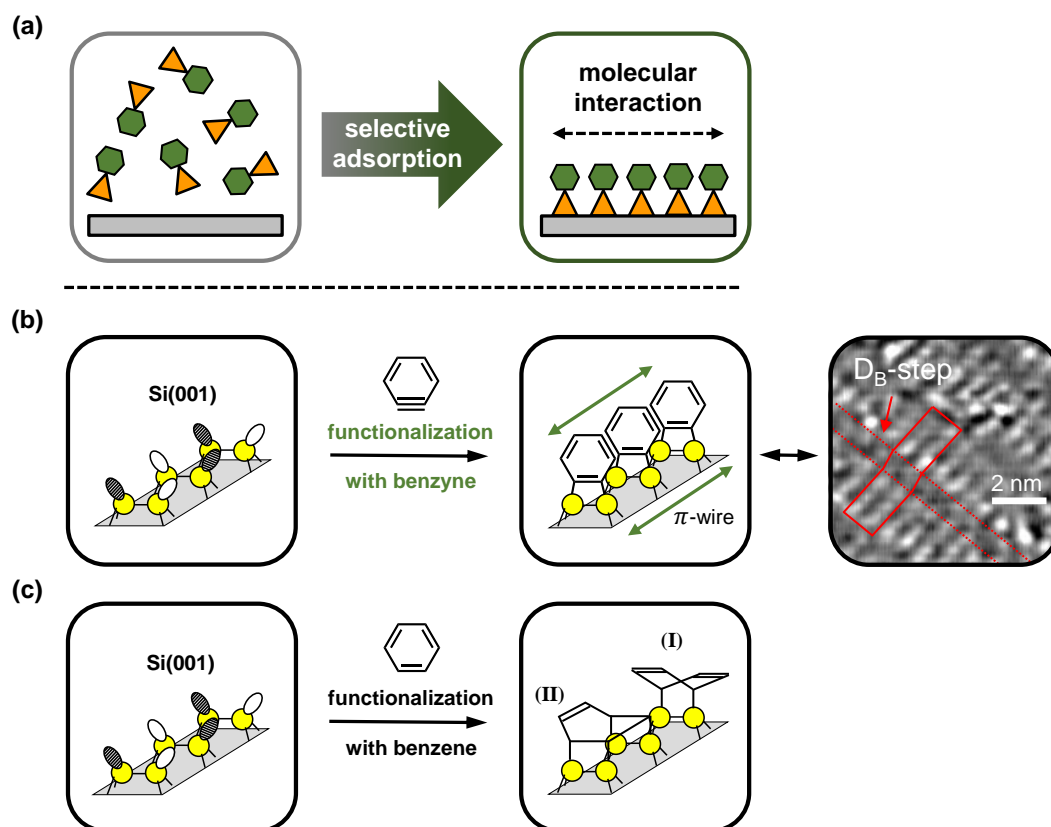 (a)
selective
adsorption
molecular
interaction
(b)
Si(001)
functionalization
with benzyne
π-wire
D_B-step
2 nm
(c)
Si(001)
functionalization
with benzene
(I)
(II)